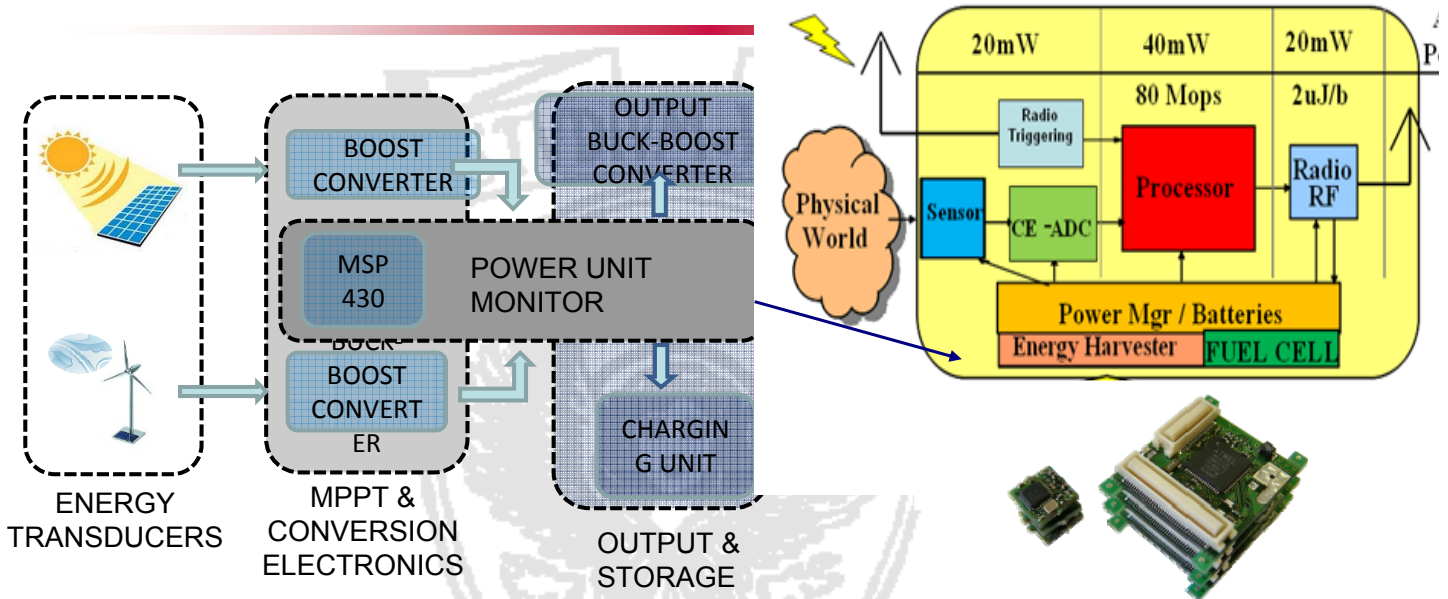 BOOST
CONVERTER
OUTPUT
BUCK-BOOST
CONVERTER
MSP
430
POWER UNIT
MONITOR
BUCK-
BOOST
CONVERT
ER
CHARGIN
G UNIT
ENERGY
TRANSDUCERS
MPPT &
CONVERSION
ELECTRONICS
OUTPUT &
STORAGE
20mW
40mW
20mW
A
Po
80 Mops
2uJ/b
Radio
Triggering
Physical
World
Sensor
CE -ADC
Processor
Radio
RF
Power Mgr / Batteries
Energy Harvester
FUEL CELL